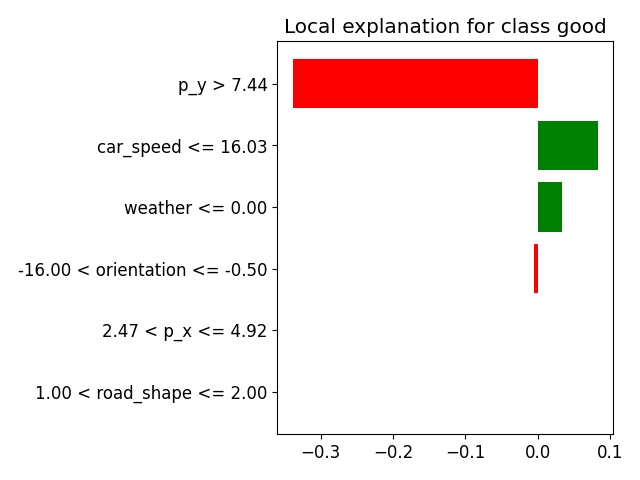 Local explanation for class good
p_y > 7.44
car_speed <= 16.03
weather <= 0.00
-16.00 < orientation <= -0.50
2.47 < p_x <= 4.92
1.00 < road_shape <= 2.00
−0.3 −0.2 −0.1 0.0 0.1